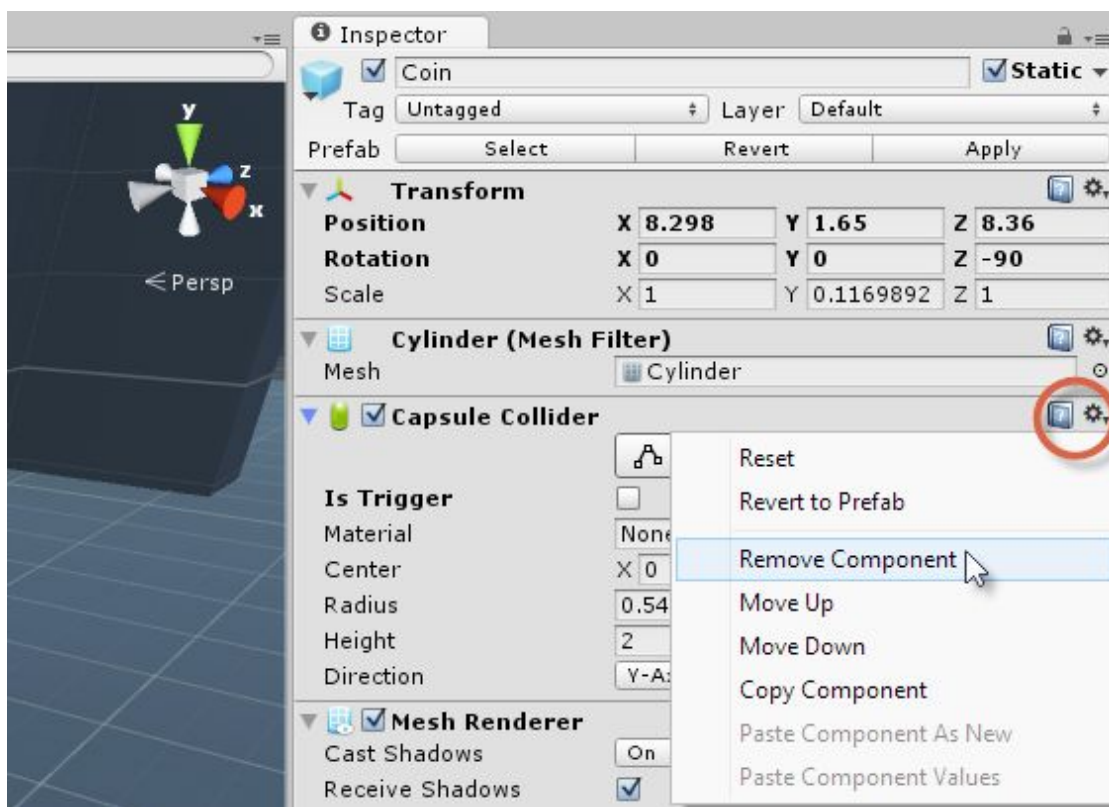 Inspector
Coin Static
Tag Untagged Layer Default
Prefab Select Revert Apply
Transform
Position X 8.298 Y 1.65 Z 8.36
Rotation X 0 Y 0 Z -90
Scale X 1 Y 0.1169892 Z 1
Cylinder (Mesh Filter)
Mesh Cylinder
Capsule Collider
Is Trigger
Material None
Center X 0
Radius 0.54
Height 2
Direction Y-A
Mesh Renderer
Cast Shadows On
Receive Shadows
Reset
Revert to Prefab
Remove Component
Move Up
Move Down
Copy Component
Paste Component As New
Paste Component Values
y
z
x
Persp